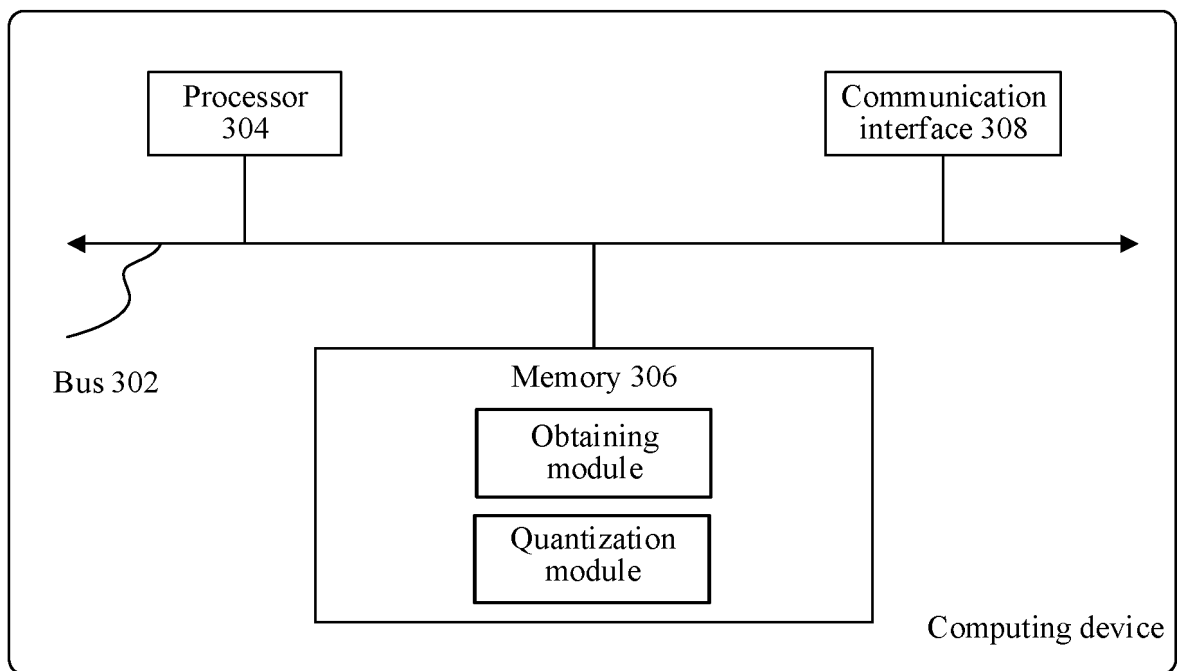 Processor
304
Communication
interface 308
Bus 302
Memory 306
Obtaining
module
Quantization
module
Computing device